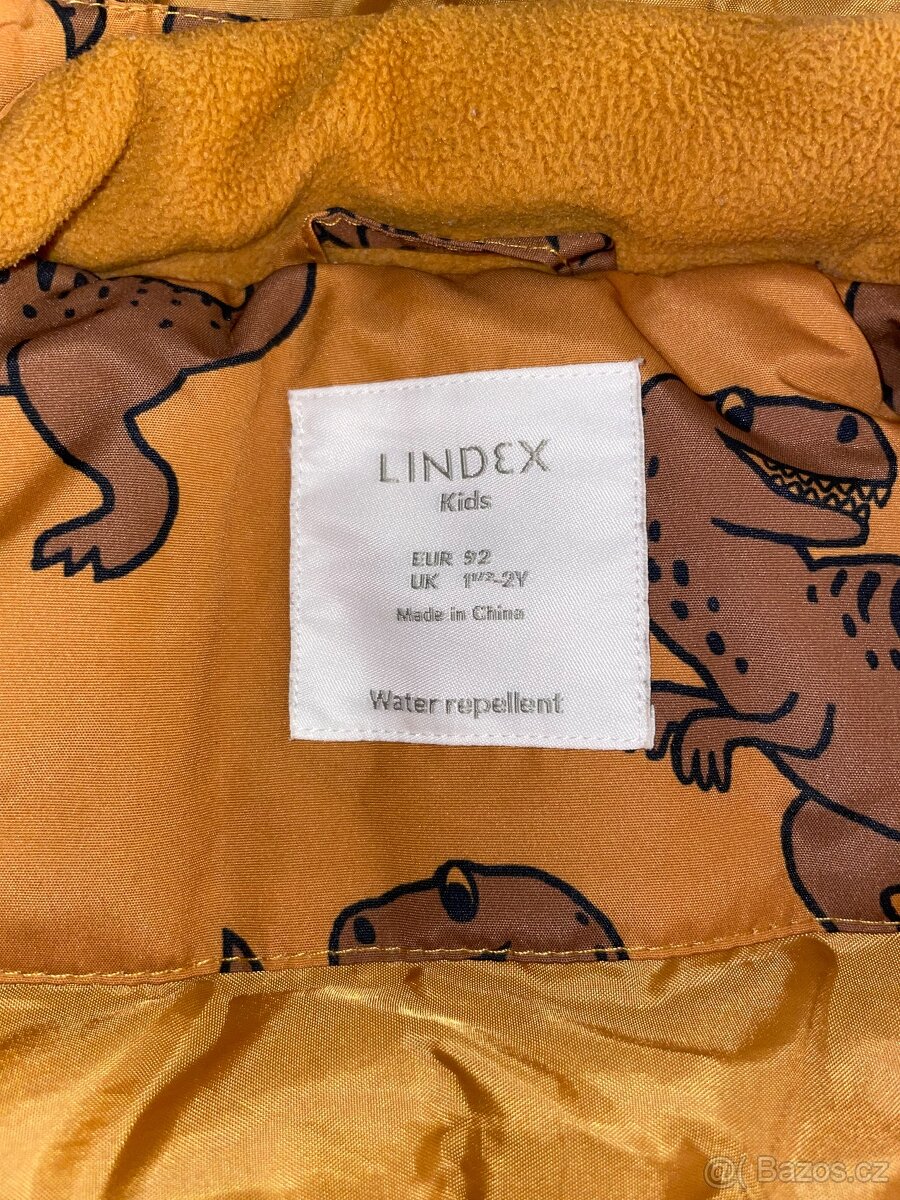 LINDEX
Kids
EUR 92
UK 1¹/²-2Y
Made in China
Water repellent
@( Bazos.cz